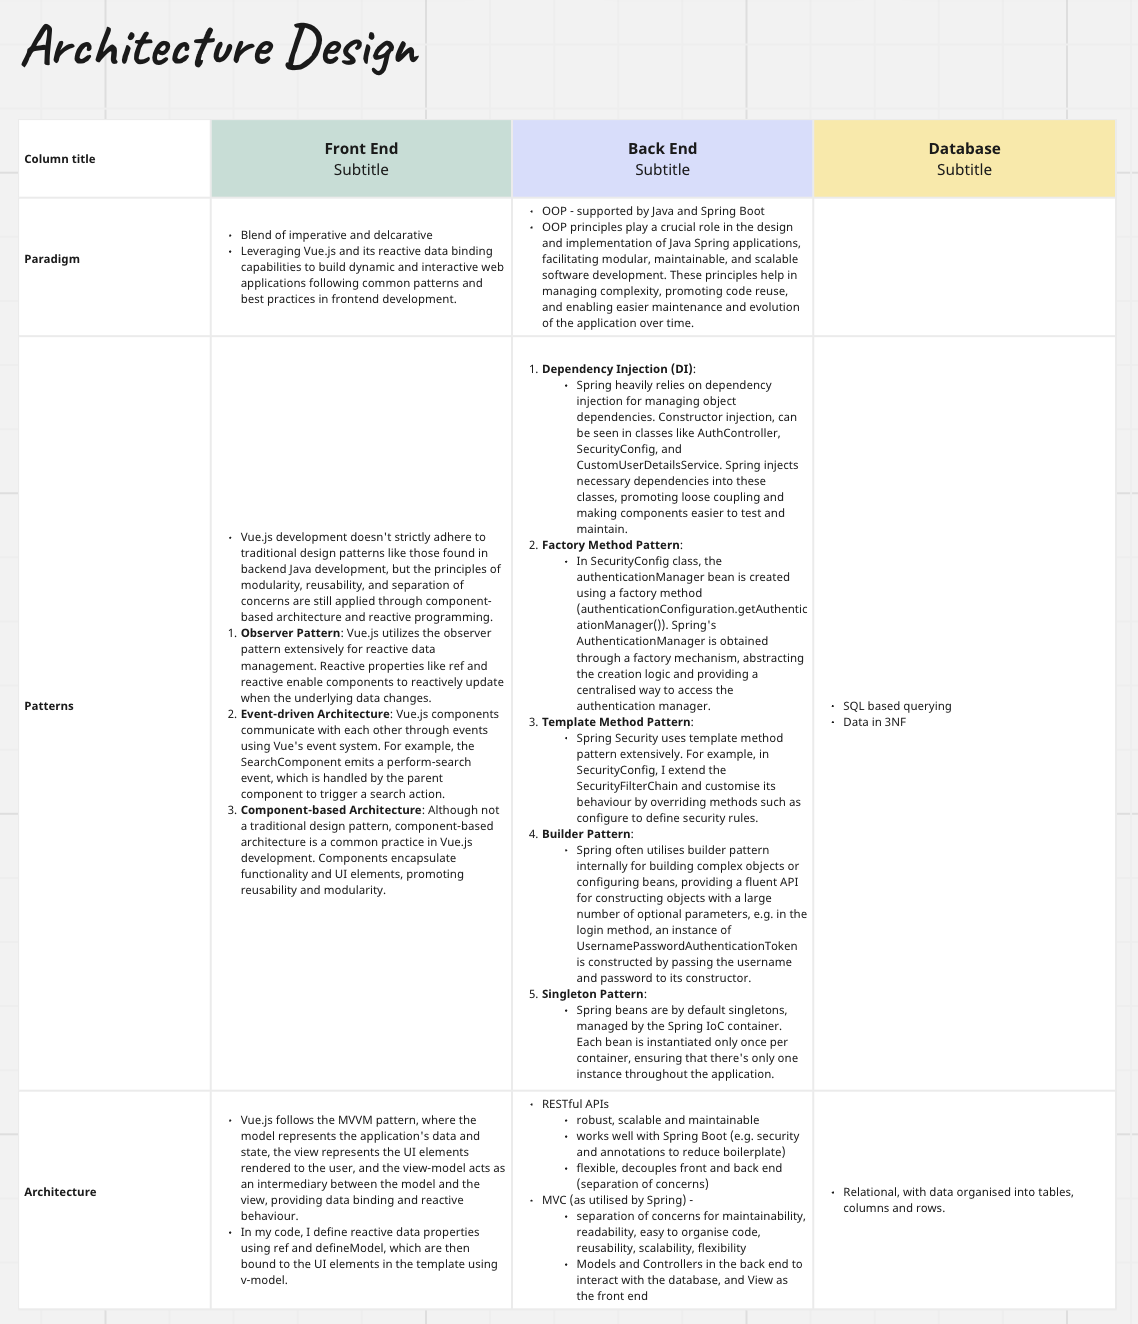 Architecture Design
Column title
Front End
Subtitle
Back End
Subtitle
Database
Subtitle
Paradigm
• Blend of imperative and delcarative
• Leveraging Vue.js and its reactive data binding
capabilities to build dynamic and interactive web
applications following common patterns and
best practices in frontend development.
• OOP - supported by Java and Spring Boot
• OOP principles play a crucial role in the design
and implementation of Java Spring applications,
facilitating modular, maintainable, and scalable
software development. These principles help in
managing complexity, promoting code reuse,
and enabling easier maintenance and evolution
of the application over time.
Patterns
• Vue.js development doesn't strictly adhere to
traditional design patterns like those found in
backend Java development, but the principles of
modularity, reusability, and separation of
concerns are still applied through component-
based architecture and reactive programming.
1. Observer Pattern: Vue.js utilizes the observer
pattern extensively for reactive data
management. Reactive properties like ref and
reactive enable components to reactively update
when the underlying data changes.
2. Event-driven Architecture: Vue.js components
communicate with each other through events
using Vue's event system. For example, the
SearchComponent emits a perform-search
event, which is handled by the parent
component to trigger a search action.
3. Component-based Architecture: Although not
a traditional design pattern, component-based
architecture is a common practice in Vue.js
development. Components encapsulate
functionality and UI elements, promoting
reusability and modularity.
1. Dependency Injection (DI):
• Spring heavily relies on dependency
injection for managing object
dependencies. Constructor injection, can
be seen in classes like AuthController,
SecurityConfig, and
CustomUserDetailsService. Spring injects
necessary dependencies into these
classes, promoting loose coupling and
making components easier to test and
maintain.
2. Factory Method Pattern:
• In SecurityConfig class, the
authenticationManager bean is created
using a factory method
(authenticationConfiguration.getAuthentic
ationManager()). Spring's
AuthenticationManager is obtained
through a factory mechanism, abstracting
the creation logic and providing a
centralised way to access the
authentication manager.
3. Template Method Pattern:
• Spring Security uses template method
pattern extensively. For example, in
SecurityConfig, I extend the
SecurityFilterChain and customise its
behaviour by overriding methods such as
configure to define security rules.
4. Builder Pattern:
• Spring often utilises builder pattern
internally for building complex objects or
configuring beans, providing a fluent API
for constructing objects with a large
number of optional parameters, e.g. in the
login method, an instance of
UsernamePasswordAuthenticationToken
is constructed by passing the username
and password to its constructor.
5. Singleton Pattern:
• Spring beans are by default singletons,
managed by the Spring IoC container.
Each bean is instantiated only once per
container, ensuring that there's only one
instance throughout the application.
• SQL based querying
• Data in 3NF
Architecture
• Vue.js follows the MVVM pattern, where the
model represents the application's data and
state, the view represents the UI elements
rendered to the user, and the view-model acts as
an intermediary between the model and the
view, providing data binding and reactive
behaviour.
• In my code, I define reactive data properties
using ref and defineModel, which are then
bound to the UI elements in the template using
v-model.
• RESTful APIs
• robust, scalable and maintainable
• works well with Spring Boot (e.g. security
and annotations to reduce boilerplate)
• flexible, decouples front and back end
(separation of concerns)
• MVC (as utilised by Spring) -
• separation of concerns for maintainability,
readability, easy to organise code,
reusability, scalability, flexibility
• Models and Controllers in the back end to
interact with the database, and View as
the front end
• Relational, with data organised into tables,
columns and rows.